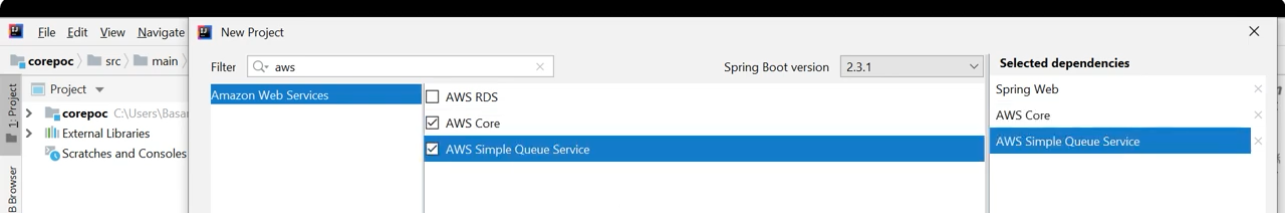 File Edit View Navigate
New Project
corepoc
src
main
Filter
aws
Spring Boot version
2.3.1
Selected dependencies
1: Project
Project
Amazon Web Services
AWS RDS
Spring Web
corepoc C:\Users\Basar
AWS Core
AWS Core
External Libraries
AWS Simple Queue Service
AWS Simple Queue Service
Scratches and Consoles
B Browser